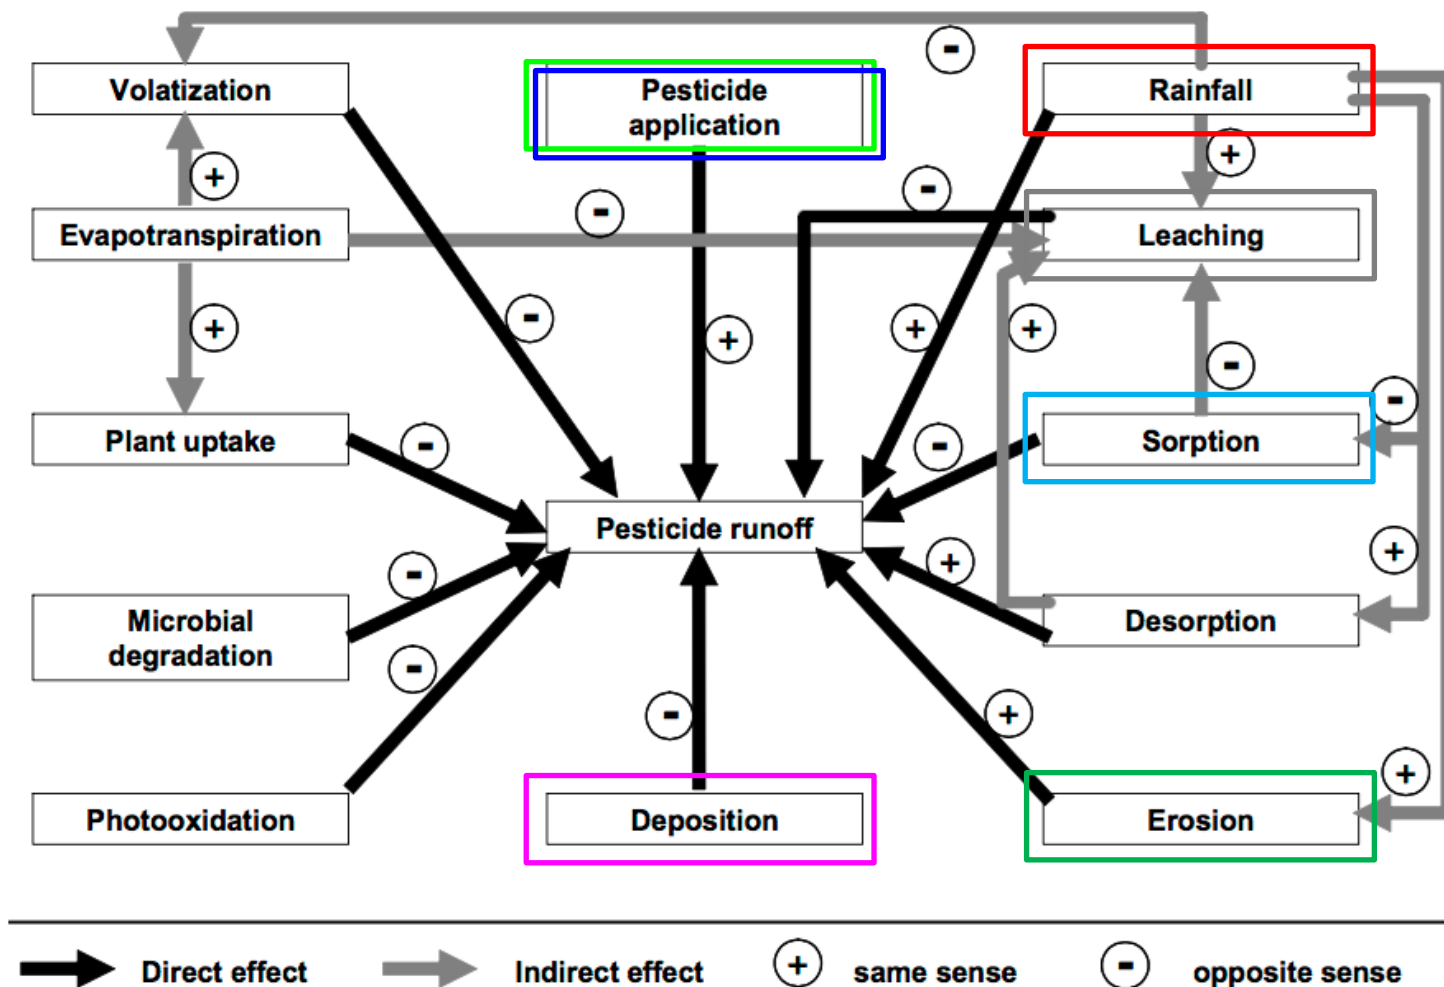 -
Volatization
Pesticide
application
Rainfall
+
+
-
-
Evapotranspiration
Leaching
+
-
+
+
+
-
-
Plant uptake
-
-
Sorption
Pesticide runoff
-
+
+
Microbial
degradation
Desorption
-
-
+
+
Photooxidation
Deposition
Erosion
Direct effect
Indirect effect
+
same sense
-
opposite sense